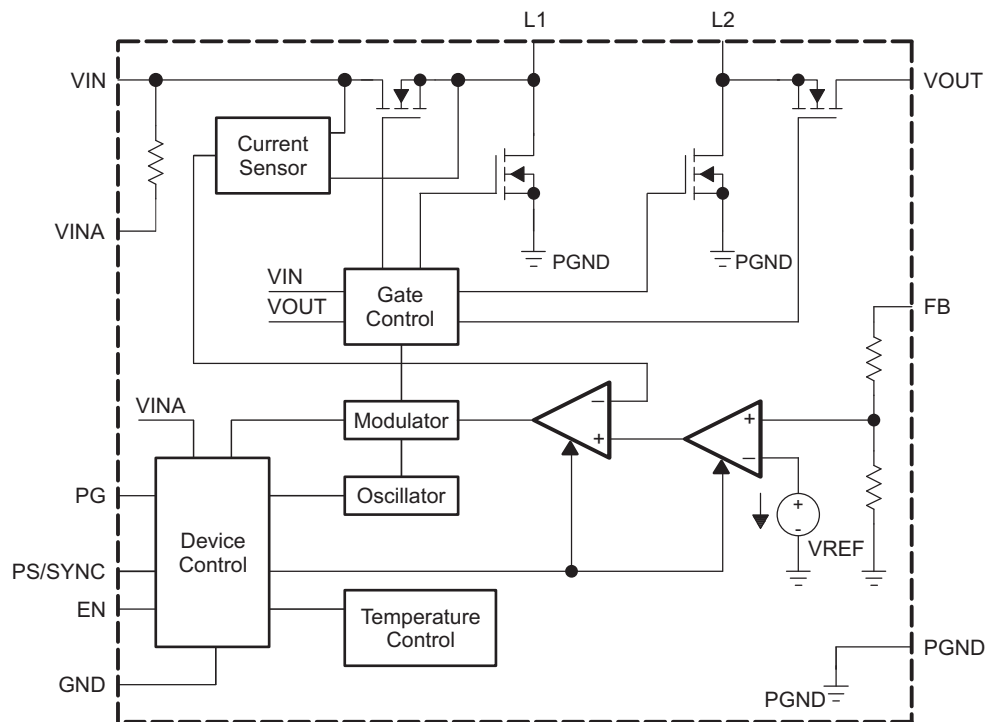 L1
L2
VIN
VOUT
Current
Sensor
VINA
PGND
PGND
VIN
VOUT
Gate
Control
FB
VINA
Modulator
−
+
+
−
PG
Oscillator
Device
Control
+
-
VREF
PS/SYNC
EN
Temperature
Control
PGND
GND
PGND